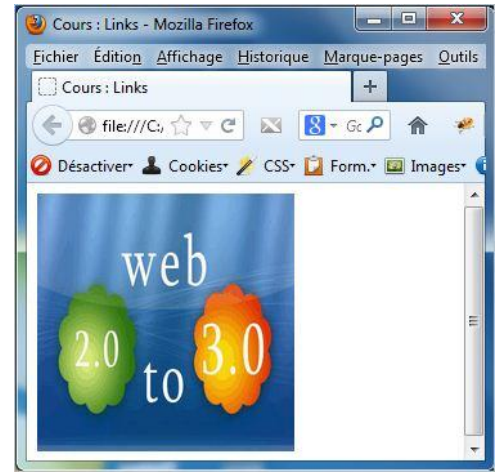 Cours : Links - Mozilla Firefox
Fichier Édition Affichage Historique Marque-pages Outils
Cours : Links
file:///C:/ Gc
Désactiver Cookies CSS Form. Images
web
2.0 to 3.0